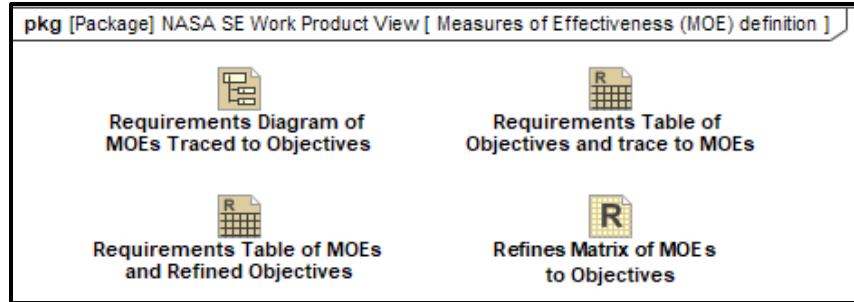 pkg [Package] NASA SE Work Product View [ Measures of Effectiveness (MOE) definition ]
Requirements Diagram of
MOEs Traced to Objectives
Requirements Table of
Objectives and trace to MOEs
Requirements Table of MOEs
and Refined Objectives
Refines Matrix of MOEs
to Objectives